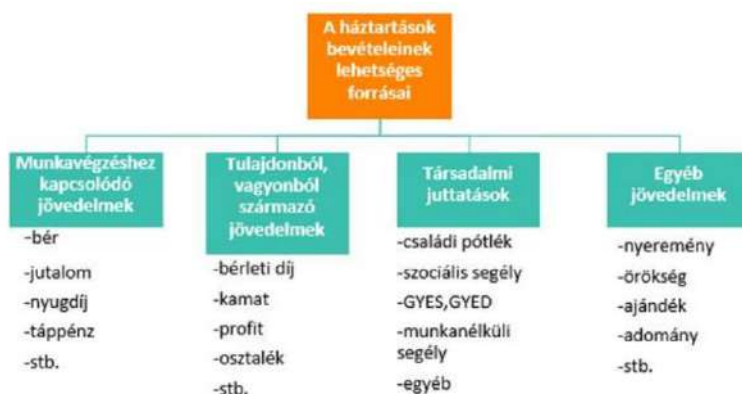 A háztartások
bevételeinek
lehetséges
forrásai
Munkavégzéshez
kapcsolódó
jövedelmek
-bér
-jutalom
-nyugdíj
-táppénz
-stb.
Tulajdonból,
vagyonból
származó
jövedelmek
-bérleti díj
-kamat
-profit
-osztalék
-stb.
Társadalmi
juttatások
-családi pótlék
-szociális segély
-GYES,GYED
-munkanélküli
segély
-egyéb
Egyéb
jövedelmek
-nyeremény
-örökség
-ajándék
-adomány
-stb.